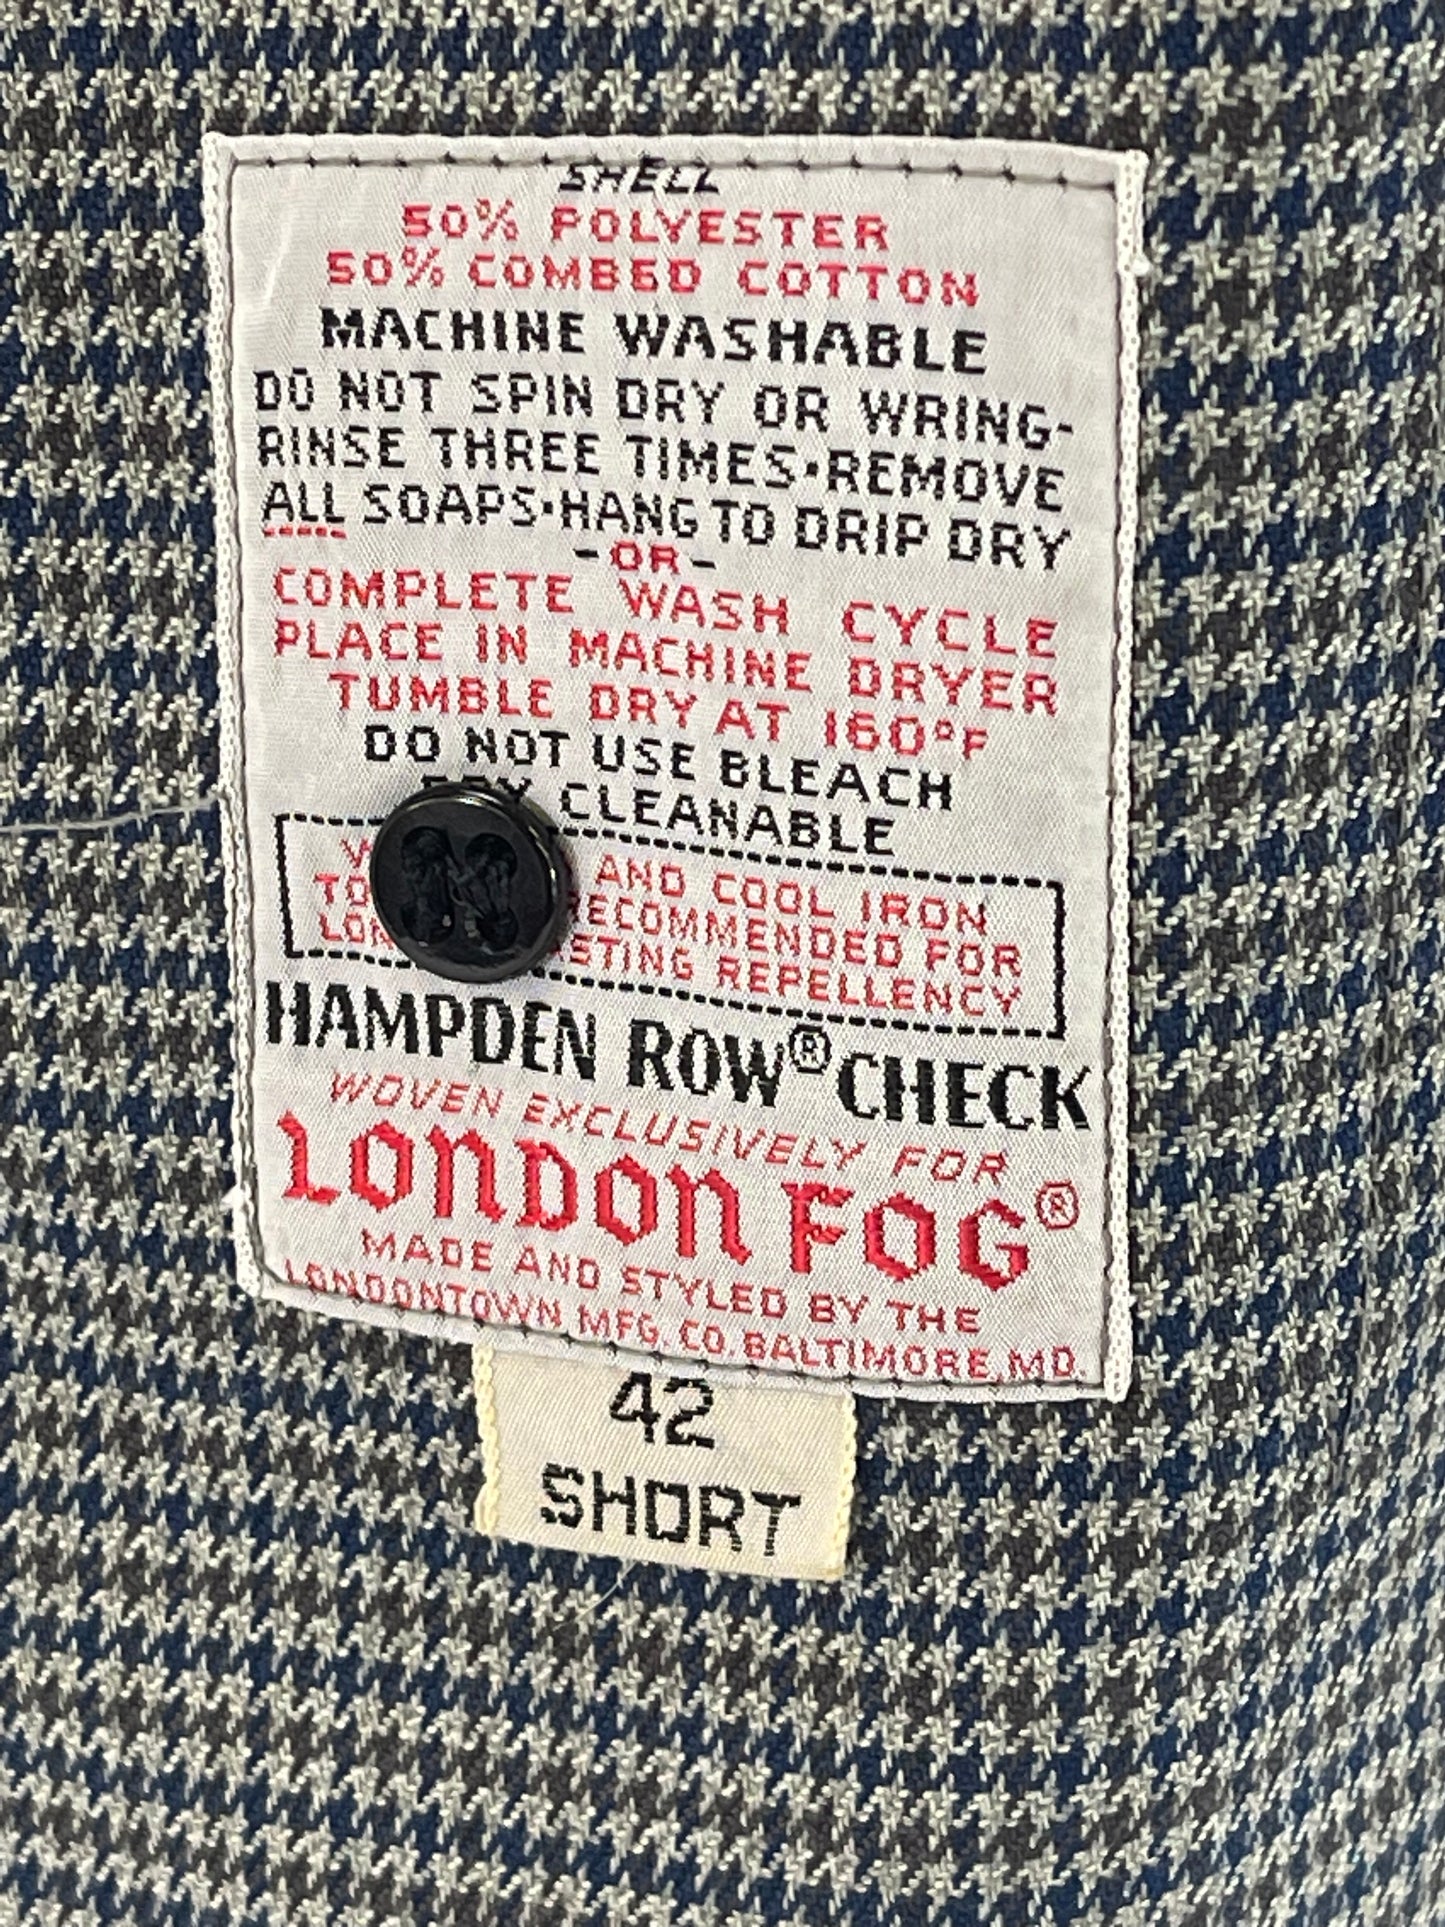 SHELL
50% POLYESTER
50% COMBED COTTON
MACHINE WASHABLE
DO NOT SPIN DRY OR WRING-
RINSE THREE TIMES·REMOVE
ALL SOAPS·HANG TO DRIP DRY
-OR-
COMPLETE WASH CYCLE
PLACE IN MACHINE DRYER
TUMBLE DRY AT 160°F
DO NOT USE BLEACH
DRY CLEANABLE
AND COOL IRON
RECOMMENDED FOR
REPELLENCY
HAMPDEN ROW® CHECK
WOVEN EXCLUSIVELY FOR
LONDON FOG®
MADE AND STYLED BY THE
LONDONTOWN MFG. CO. BALTIMORE, MD.
42
SHORT